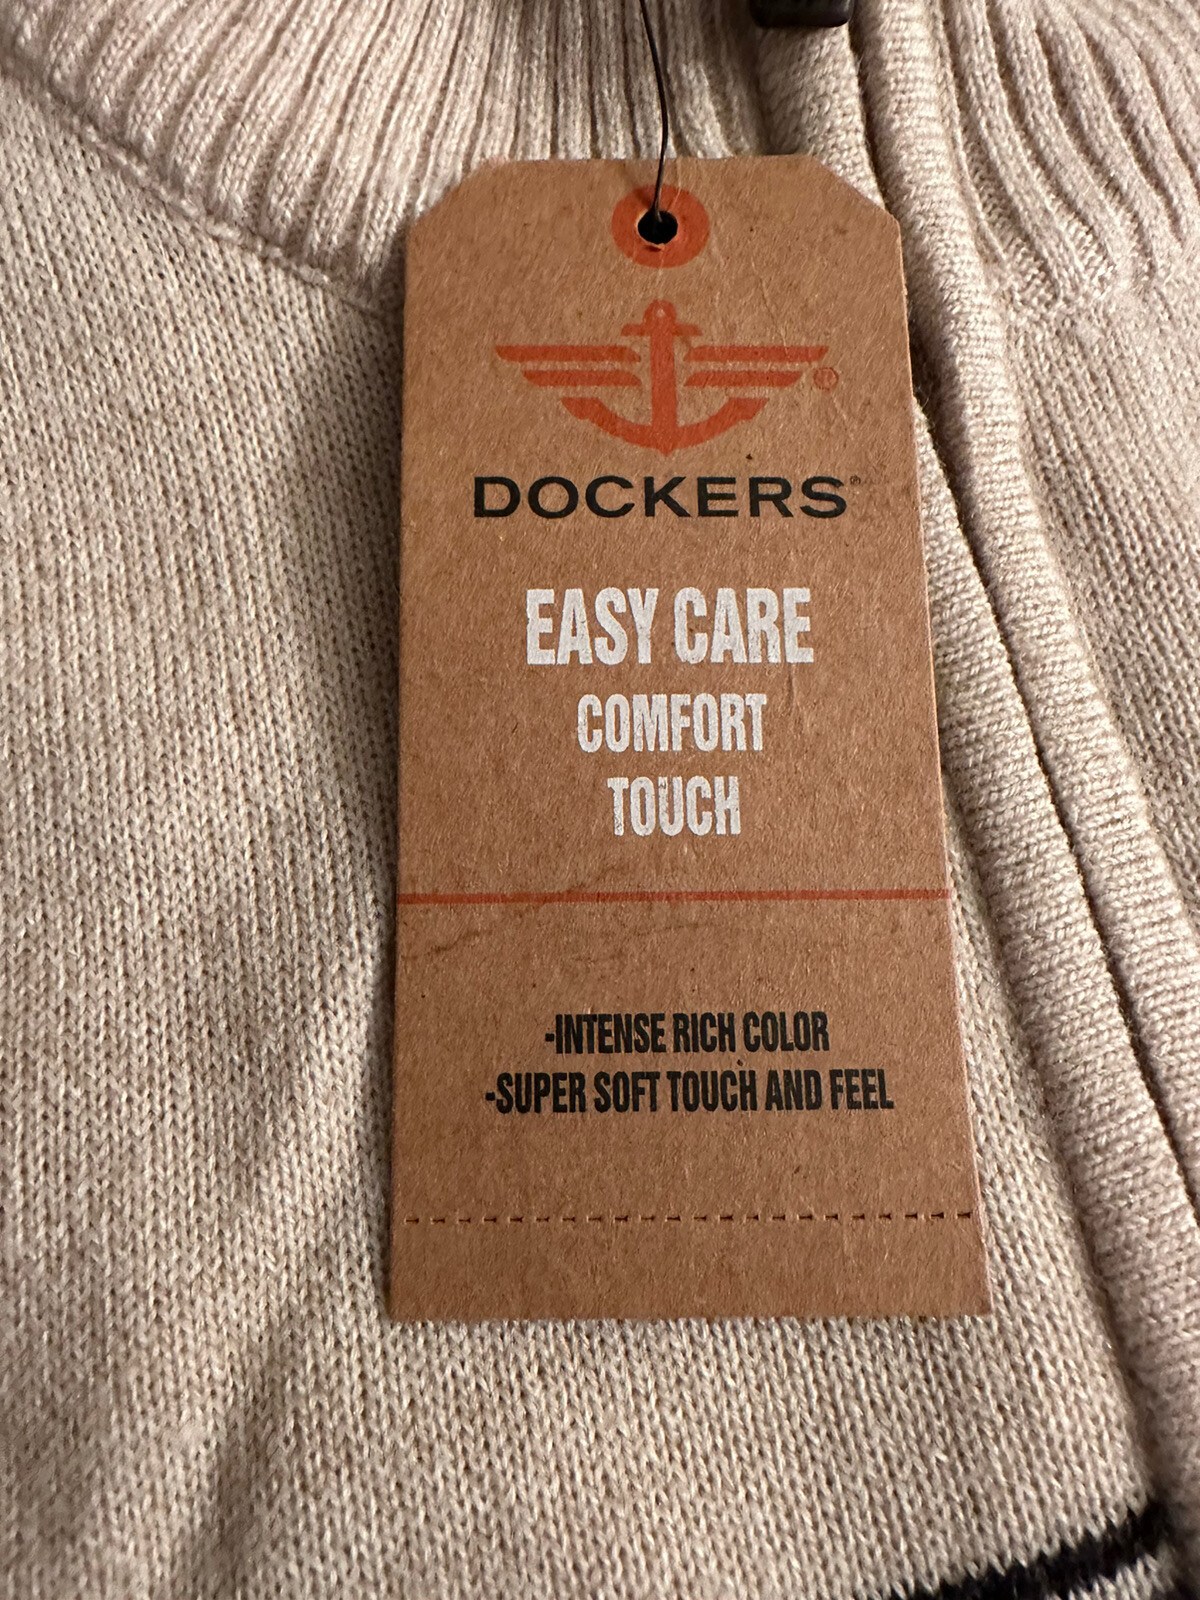 DOCKERS®
EASY CARE
COMFORT
TOUCH
-INTENSE RICH COLOR
-SUPER SOFT TOUCH AND FEEL